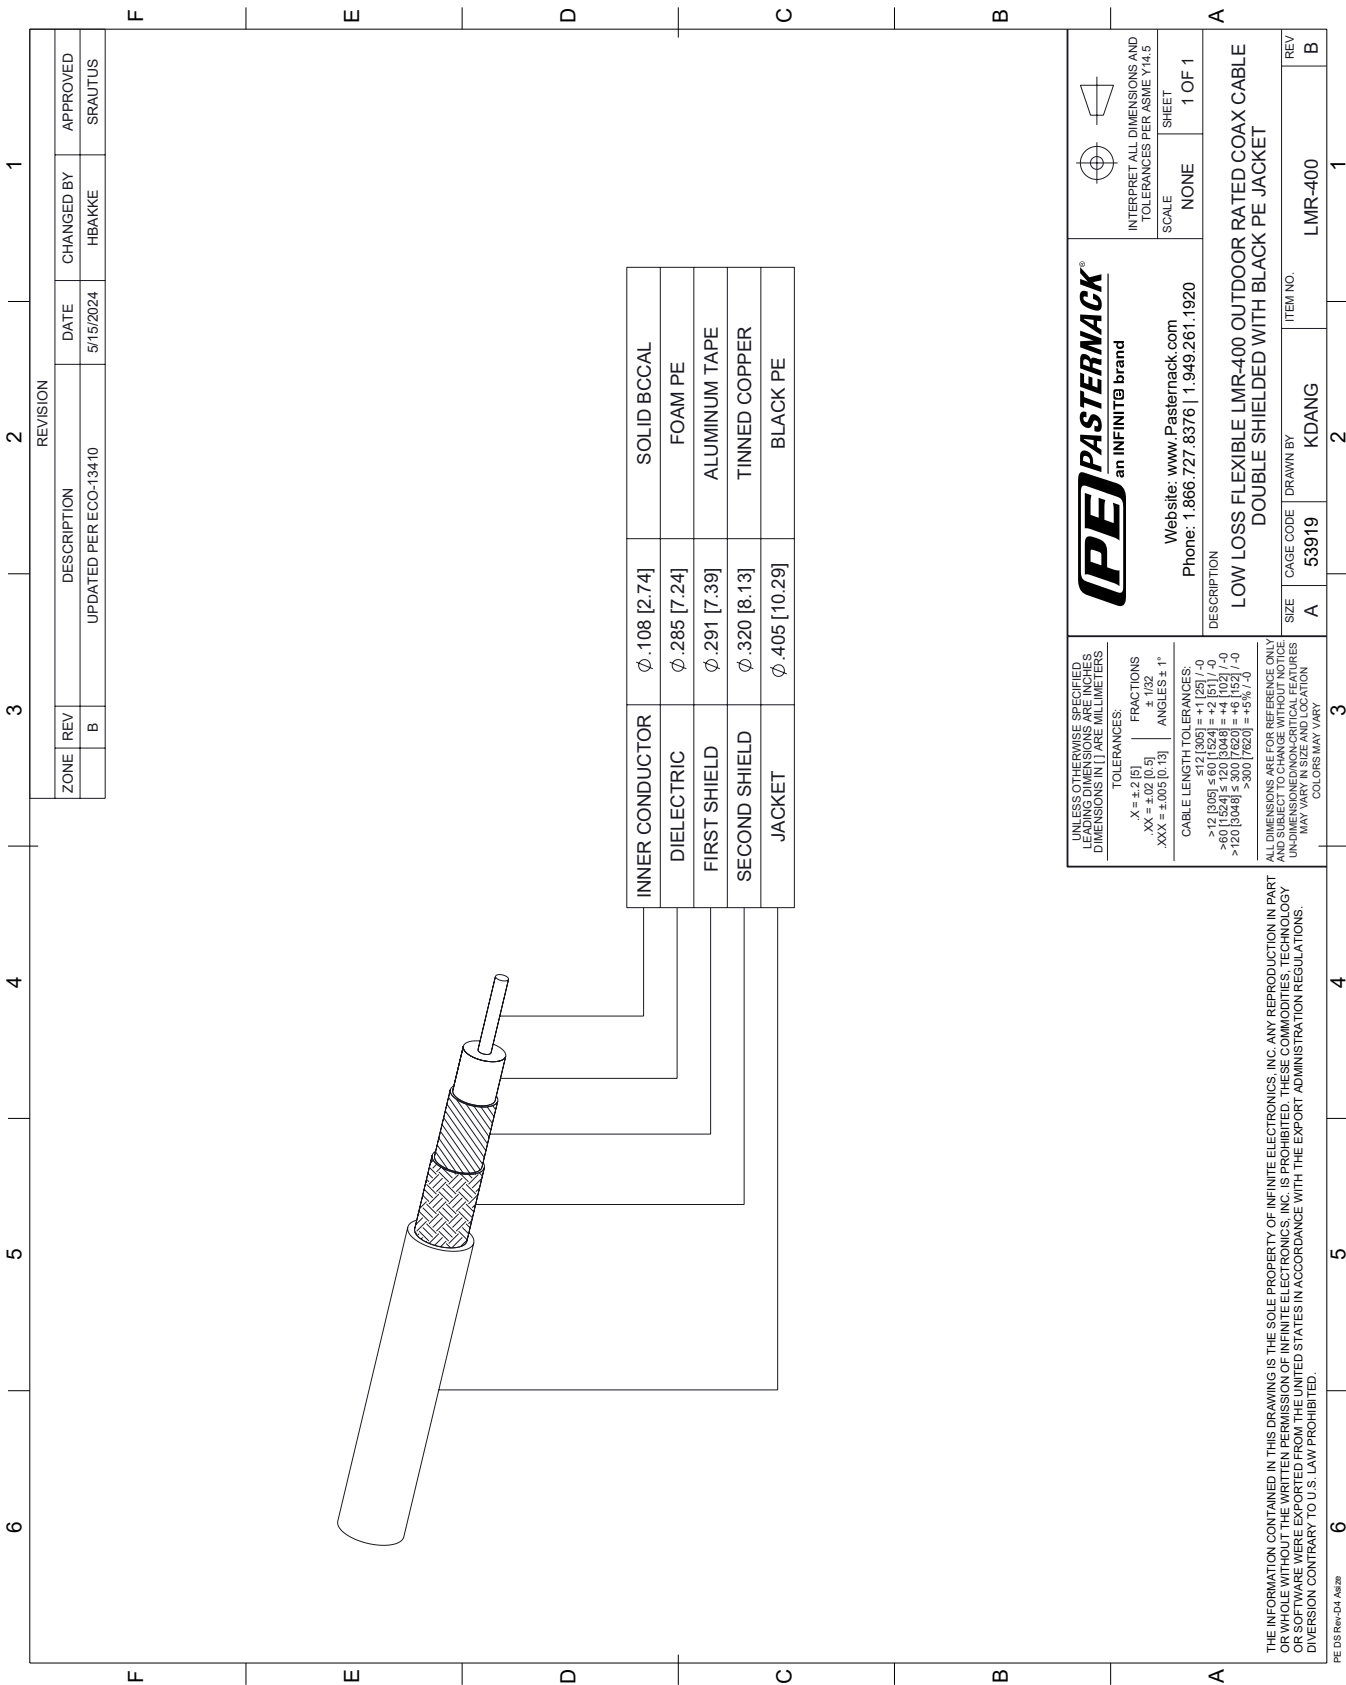 6 5 4 3 2 1
F
E
D
C
B
A
REVISION
ZONE REV DESCRIPTION DATE CHANGED BY APPROVED
B UPDATED PER ECO-13410 5/15/2024 HBAKKE SRAUTUS
INNER CONDUCTOR Ø.108 [2.74] SOLID BCCAL
DIELECTRIC Ø.285 [7.24] FOAM PE
FIRST SHIELD Ø.291 [7.39] ALUMINUM TAPE
SECOND SHIELD Ø.320 [8.13] TINNED COPPER
JACKET Ø.405 [10.29] BLACK PE
THE INFORMATION CONTAINED IN THIS DRAWING IS THE SOLE PROPERTY OF INFINITE ELECTRONICS, INC. ANY REPRODUCTION IN PART
OR WHOLE WITHOUT THE WRITTEN PERMISSION OF INFINITE ELECTRONICS, INC. IS PROHIBITED. THESE COMMODITIES, TECHNOLOGY
OR SOFTWARE WERE EXPORTED FROM THE UNITED STATES IN ACCORDANCE WITH THE EXPORT ADMINISTRATION REGULATIONS.
DIVERSION CONTRARY TO U.S. LAW PROHIBITED.
UNLESS OTHERWISE SPECIFIED
LEADING DIMENSIONS ARE INCHES
DIMENSIONS IN [ ] ARE MILLIMETERS
TOLERANCES:
.X = ±.2 [5] FRACTIONS
.XX = ±.02 [0.5] ± 1/32
.XXX = ±.005 [0.13] ANGLES ± 1°
CABLE LENGTH TOLERANCES:
≤12 [305] = +1 [25] / -0
>12 [305] ≤ 60 [1524] = +2 [51] / -0
>60 [1524] ≤ 120 [3048] = +4 [102] / -0
>120 [3048] ≤ 300 [7620] = +6 [152] / -0
>300 [7620] = +5% / -0
ALL DIMENSIONS ARE FOR REFERENCE ONLY
AND SUBJECT TO CHANGE WITHOUT NOTICE.
UN-DIMENSIONED/NON-CRITICAL FEATURES
MAY VARY IN SIZE AND LOCATION
COLORS MAY VARY
PE PASTERNACK®
an INFINIT@ brand
Website: www.Pasternack.com
Phone: 1.866.727.8376 | 1.949.261.1920
INTERPRET ALL DIMENSIONS AND
TOLERANCES PER ASME Y14.5
SCALE SHEET
NONE 1 OF 1
DESCRIPTION
LOW LOSS FLEXIBLE LMR-400 OUTDOOR RATED COAX CABLE
DOUBLE SHIELDED WITH BLACK PE JACKET
SIZE CAGE CODE DRAWN BY ITEM NO. REV
A 53919 KDANG LMR-400 B
F
E
D
C
B
A
6 5 4 3 2 1
PE DS Rev-D4 Asize